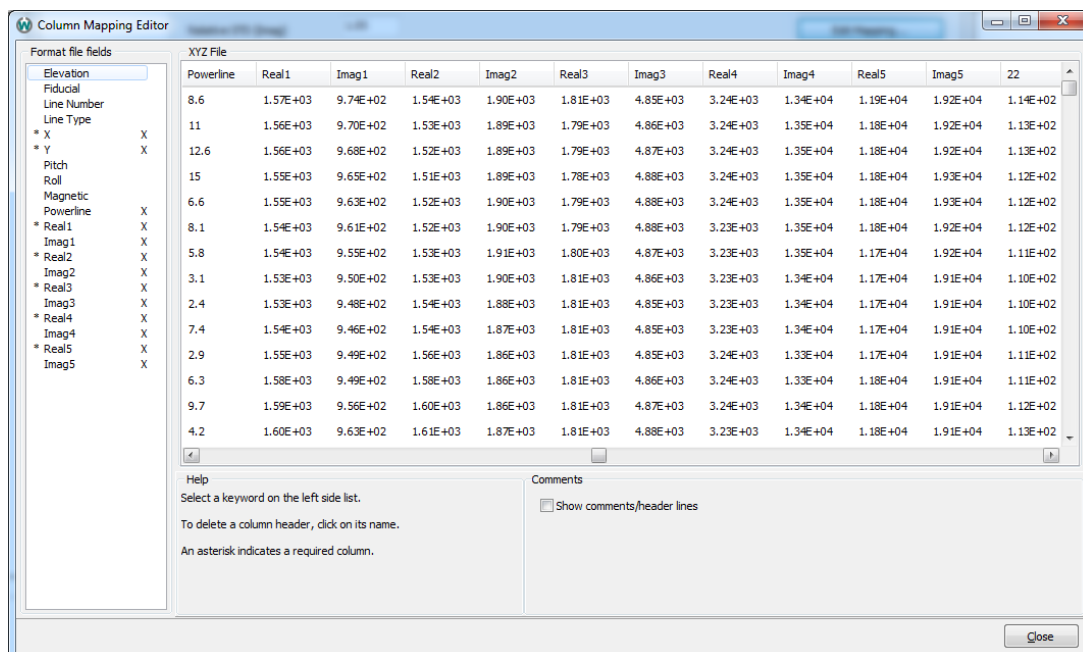 Column Mapping Editor
Format file fields
Elevation
Fiducial
Line Number
Line Type
* X X
* Y X
Pitch
Roll
Magnetic
Powerline X
* Real1 X
Imag1 X
* Real2 X
Imag2 X
* Real3 X
Imag3 X
* Real4 X
Imag4 X
* Real5 X
Imag5 X
XYZ File
Powerline Real1 Imag1 Real2 Imag2 Real3 Imag3 Real4 Imag4 Real5 Imag5 22
8.6 1.57E+03 9.74E+02 1.54E+03 1.90E+03 1.81E+03 4.85E+03 3.24E+03 1.34E+04 1.19E+04 1.92E+04 1.14E+02
11 1.56E+03 9.70E+02 1.53E+03 1.89E+03 1.79E+03 4.86E+03 3.24E+03 1.35E+04 1.18E+04 1.92E+04 1.13E+02
12.6 1.56E+03 9.68E+02 1.52E+03 1.89E+03 1.79E+03 4.87E+03 3.24E+03 1.35E+04 1.18E+04 1.92E+04 1.13E+02
15 1.55E+03 9.65E+02 1.51E+03 1.89E+03 1.78E+03 4.88E+03 3.24E+03 1.35E+04 1.18E+04 1.93E+04 1.12E+02
6.6 1.55E+03 9.63E+02 1.52E+03 1.90E+03 1.79E+03 4.88E+03 3.24E+03 1.35E+04 1.18E+04 1.93E+04 1.12E+02
8.1 1.54E+03 9.61E+02 1.52E+03 1.90E+03 1.79E+03 4.88E+03 3.23E+03 1.35E+04 1.18E+04 1.92E+04 1.12E+02
5.8 1.54E+03 9.55E+02 1.53E+03 1.91E+03 1.80E+03 4.87E+03 3.23E+03 1.35E+04 1.17E+04 1.92E+04 1.11E+02
3.1 1.53E+03 9.50E+02 1.53E+03 1.90E+03 1.81E+03 4.86E+03 3.23E+03 1.34E+04 1.17E+04 1.91E+04 1.10E+02
2.4 1.53E+03 9.48E+02 1.54E+03 1.88E+03 1.81E+03 4.85E+03 3.23E+03 1.34E+04 1.17E+04 1.91E+04 1.10E+02
7.4 1.54E+03 9.46E+02 1.54E+03 1.87E+03 1.81E+03 4.85E+03 3.23E+03 1.34E+04 1.17E+04 1.91E+04 1.10E+02
2.9 1.55E+03 9.49E+02 1.56E+03 1.86E+03 1.81E+03 4.85E+03 3.24E+03 1.33E+04 1.17E+04 1.91E+04 1.11E+02
6.3 1.58E+03 9.49E+02 1.58E+03 1.86E+03 1.81E+03 4.86E+03 3.24E+03 1.33E+04 1.18E+04 1.91E+04 1.11E+02
9.7 1.59E+03 9.56E+02 1.60E+03 1.86E+03 1.81E+03 4.87E+03 3.24E+03 1.34E+04 1.18E+04 1.91E+04 1.12E+02
4.2 1.60E+03 9.63E+02 1.61E+03 1.87E+03 1.81E+03 4.88E+03 3.23E+03 1.34E+04 1.18E+04 1.91E+04 1.13E+02
Help
Select a keyword on the left side list.
To delete a column header, click on its name.
An asterisk indicates a required column.
Comments
Show comments/header lines
Close